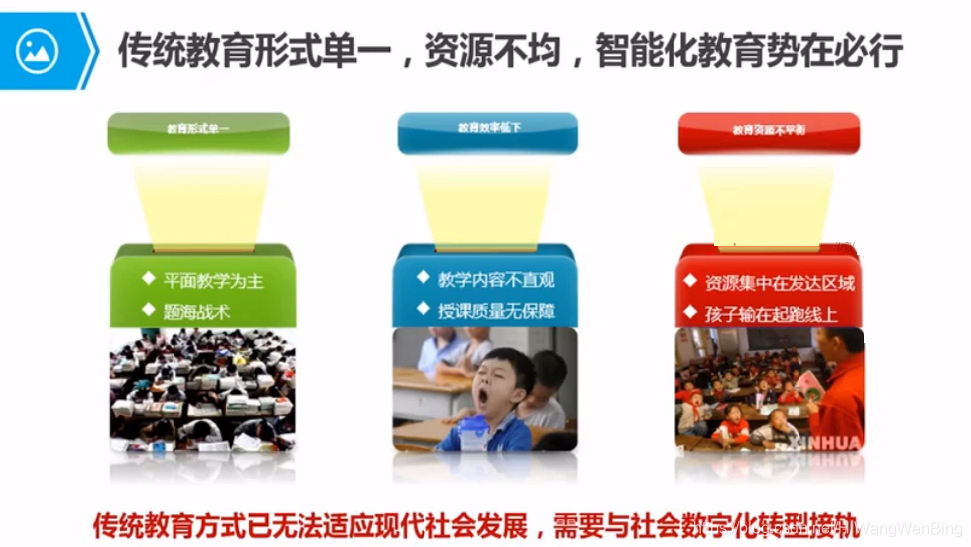 传统教育形式单一，资源不均，智能化教育势在必行
教育形式单一
教育效率低下
教育资源不平衡
◆ 平面教学为主
◆ 题海战术
◆ 教学内容不直观
◆ 授课质量无保障
◆ 资源集中在发达区域
◆ 孩子输在起跑线上
XINHUA
传统教育方式已无法适应现代社会发展，需要与社会数字化转型接轨
WangWenBing